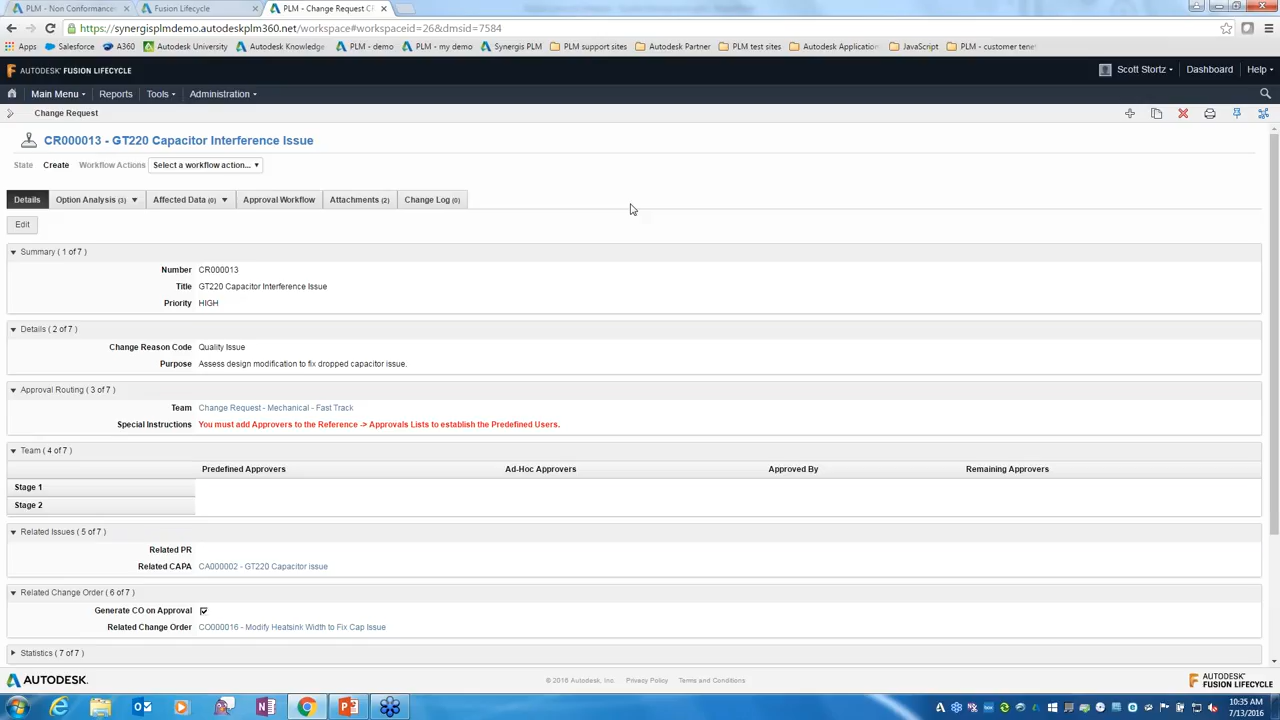 PLM - Non Conformance
Fusion Lifecycle
PLM - Change Request C
https://synergisplmdemo.autodeskplm360.net/workspace#workspaceid=26&dmsid=7584
Apps Salesforce A360 Autodesk University Autodesk Knowledge PLM - demo PLM - my demo Synergis PLM PLM support sites Autodesk Partner PLM test sites Autodesk Application JavaScript PLM - customer tene
AUTODESK® FUSION LIFECYCLE
Scott Stortz Dashboard Help
Main Menu Reports Tools Administration
Change Request
CR000013 - GT220 Capacitor Interference Issue
State Create Workflow Actions Select a workflow action...
Details Option Analysis (3) Affected Data (0) Approval Workflow Attachments (2) Change Log (0)
Edit
Summary ( 1 of 7 )
Number CR000013
Title GT220 Capacitor Interference Issue
Priority HIGH
Details ( 2 of 7 )
Change Reason Code Quality Issue
Purpose Assess design modification to fix dropped capacitor issue.
Approval Routing ( 3 of 7 )
Team Change Request - Mechanical - Fast Track
Special Instructions You must add Approvers to the Reference -> Approvals Lists to establish the Predefined Users.
Team ( 4 of 7 )
Predefined Approvers Ad-Hoc Approvers Approved By Remaining Approvers
Stage 1
Stage 2
Related Issues ( 5 of 7 )
Related PR
Related CAPA CA000002 - GT220 Capacitor issue
Related Change Order ( 6 of 7 )
Generate CO on Approval
Related Change Order CO000016 - Modify Heatsink Width to Fix Cap Issue
Statistics ( 7 of 7 )
AUTODESK.
© 2016 Autodesk, Inc. Privacy Policy Terms and Conditions
AUTODESK® FUSION LIFECYCLE
10:35 AM
7/13/2016